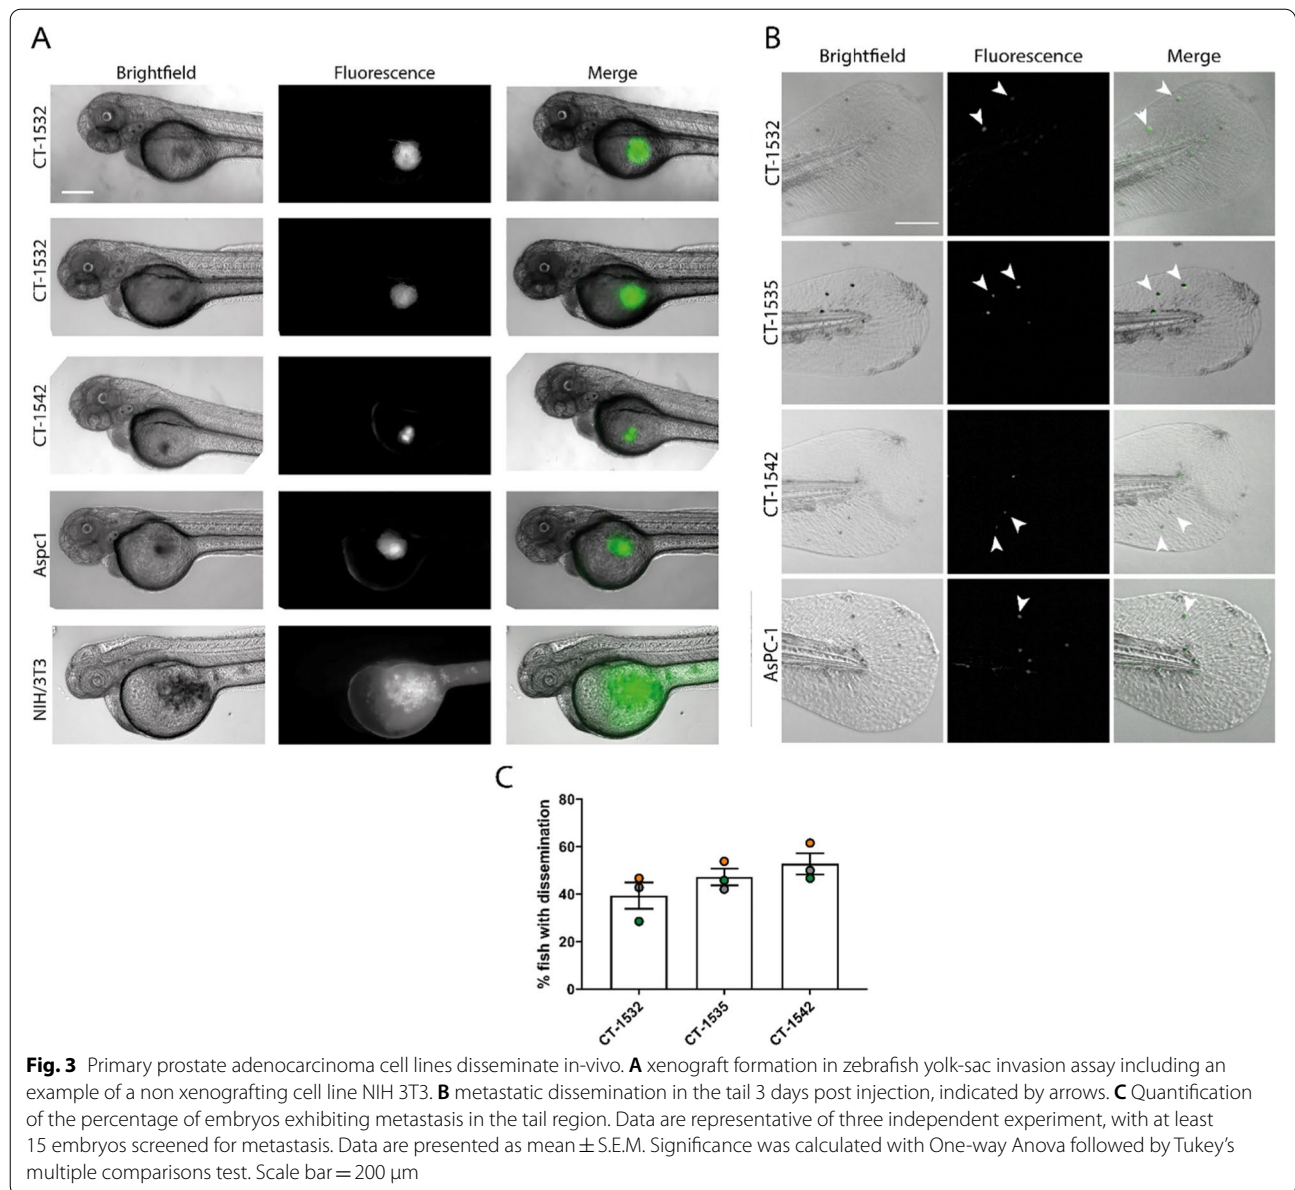 A
Brightfield Fluorescence Merge
CT-1532
CT-1532
CT-1542
Aspc1
NIH/3T3
B
Brightfield Fluorescence Merge
CT-1532
CT-1535
CT-1542
AsPC-1
C
% fish with dissemination
80
60
40
20
0
CT-1532 CT-1535 CT-1542
Fig. 3 Primary prostate adenocarcinoma cell lines disseminate in-vivo. A xenograft formation in zebrafish yolk-sac invasion assay including an
example of a non xenografting cell line NIH 3T3. B metastatic dissemination in the tail 3 days post injection, indicated by arrows. C Quantification
of the percentage of embryos exhibiting metastasis in the tail region. Data are representative of three independent experiment, with at least
15 embryos screened for metastasis. Data are presented as mean ± S.E.M. Significance was calculated with One-way Anova followed by Tukey's
multiple comparisons test. Scale bar = 200 μm